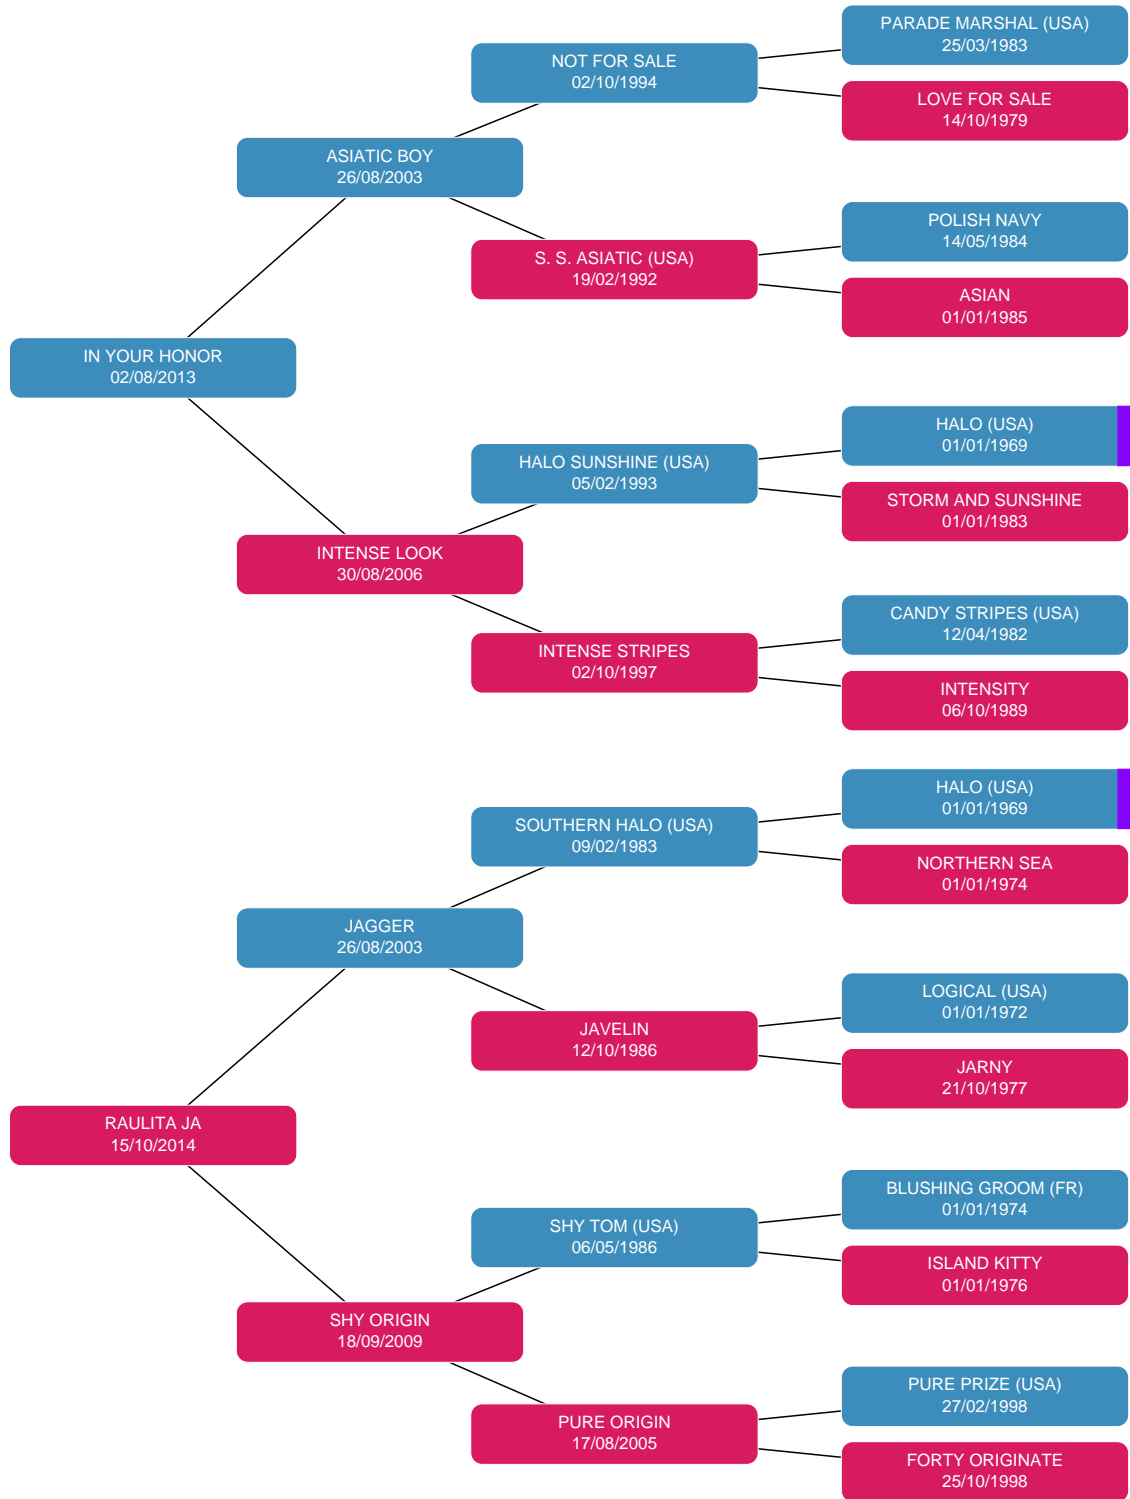 PARADE MARSHAL (USA)
25/03/1983
NOT FOR SALE
02/10/1994
LOVE FOR SALE
14/10/1979
ASIATIC BOY
26/08/2003
POLISH NAVY
14/05/1984
S. S. ASIATIC (USA)
19/02/1992
ASIAN
01/01/1985
IN YOUR HONOR
02/08/2013
HALO (USA)
01/01/1969
HALO SUNSHINE (USA)
05/02/1993
STORM AND SUNSHINE
01/01/1983
INTENSE LOOK
30/08/2006
CANDY STRIPES (USA)
12/04/1982
INTENSE STRIPES
02/10/1997
INTENSITY
06/10/1989
HALO (USA)
01/01/1969
SOUTHERN HALO (USA)
09/02/1983
NORTHERN SEA
01/01/1974
JAGGER
26/08/2003
LOGICAL (USA)
01/01/1972
JAVELIN
12/10/1986
JARNY
21/10/1977
RAULITA JA
15/10/2014
BLUSHING GROOM (FR)
01/01/1974
SHY TOM (USA)
06/05/1986
ISLAND KITTY
01/01/1976
SHY ORIGIN
18/09/2009
PURE PRIZE (USA)
27/02/1998
PURE ORIGIN
17/08/2005
FORTY ORIGINATE
25/10/1998